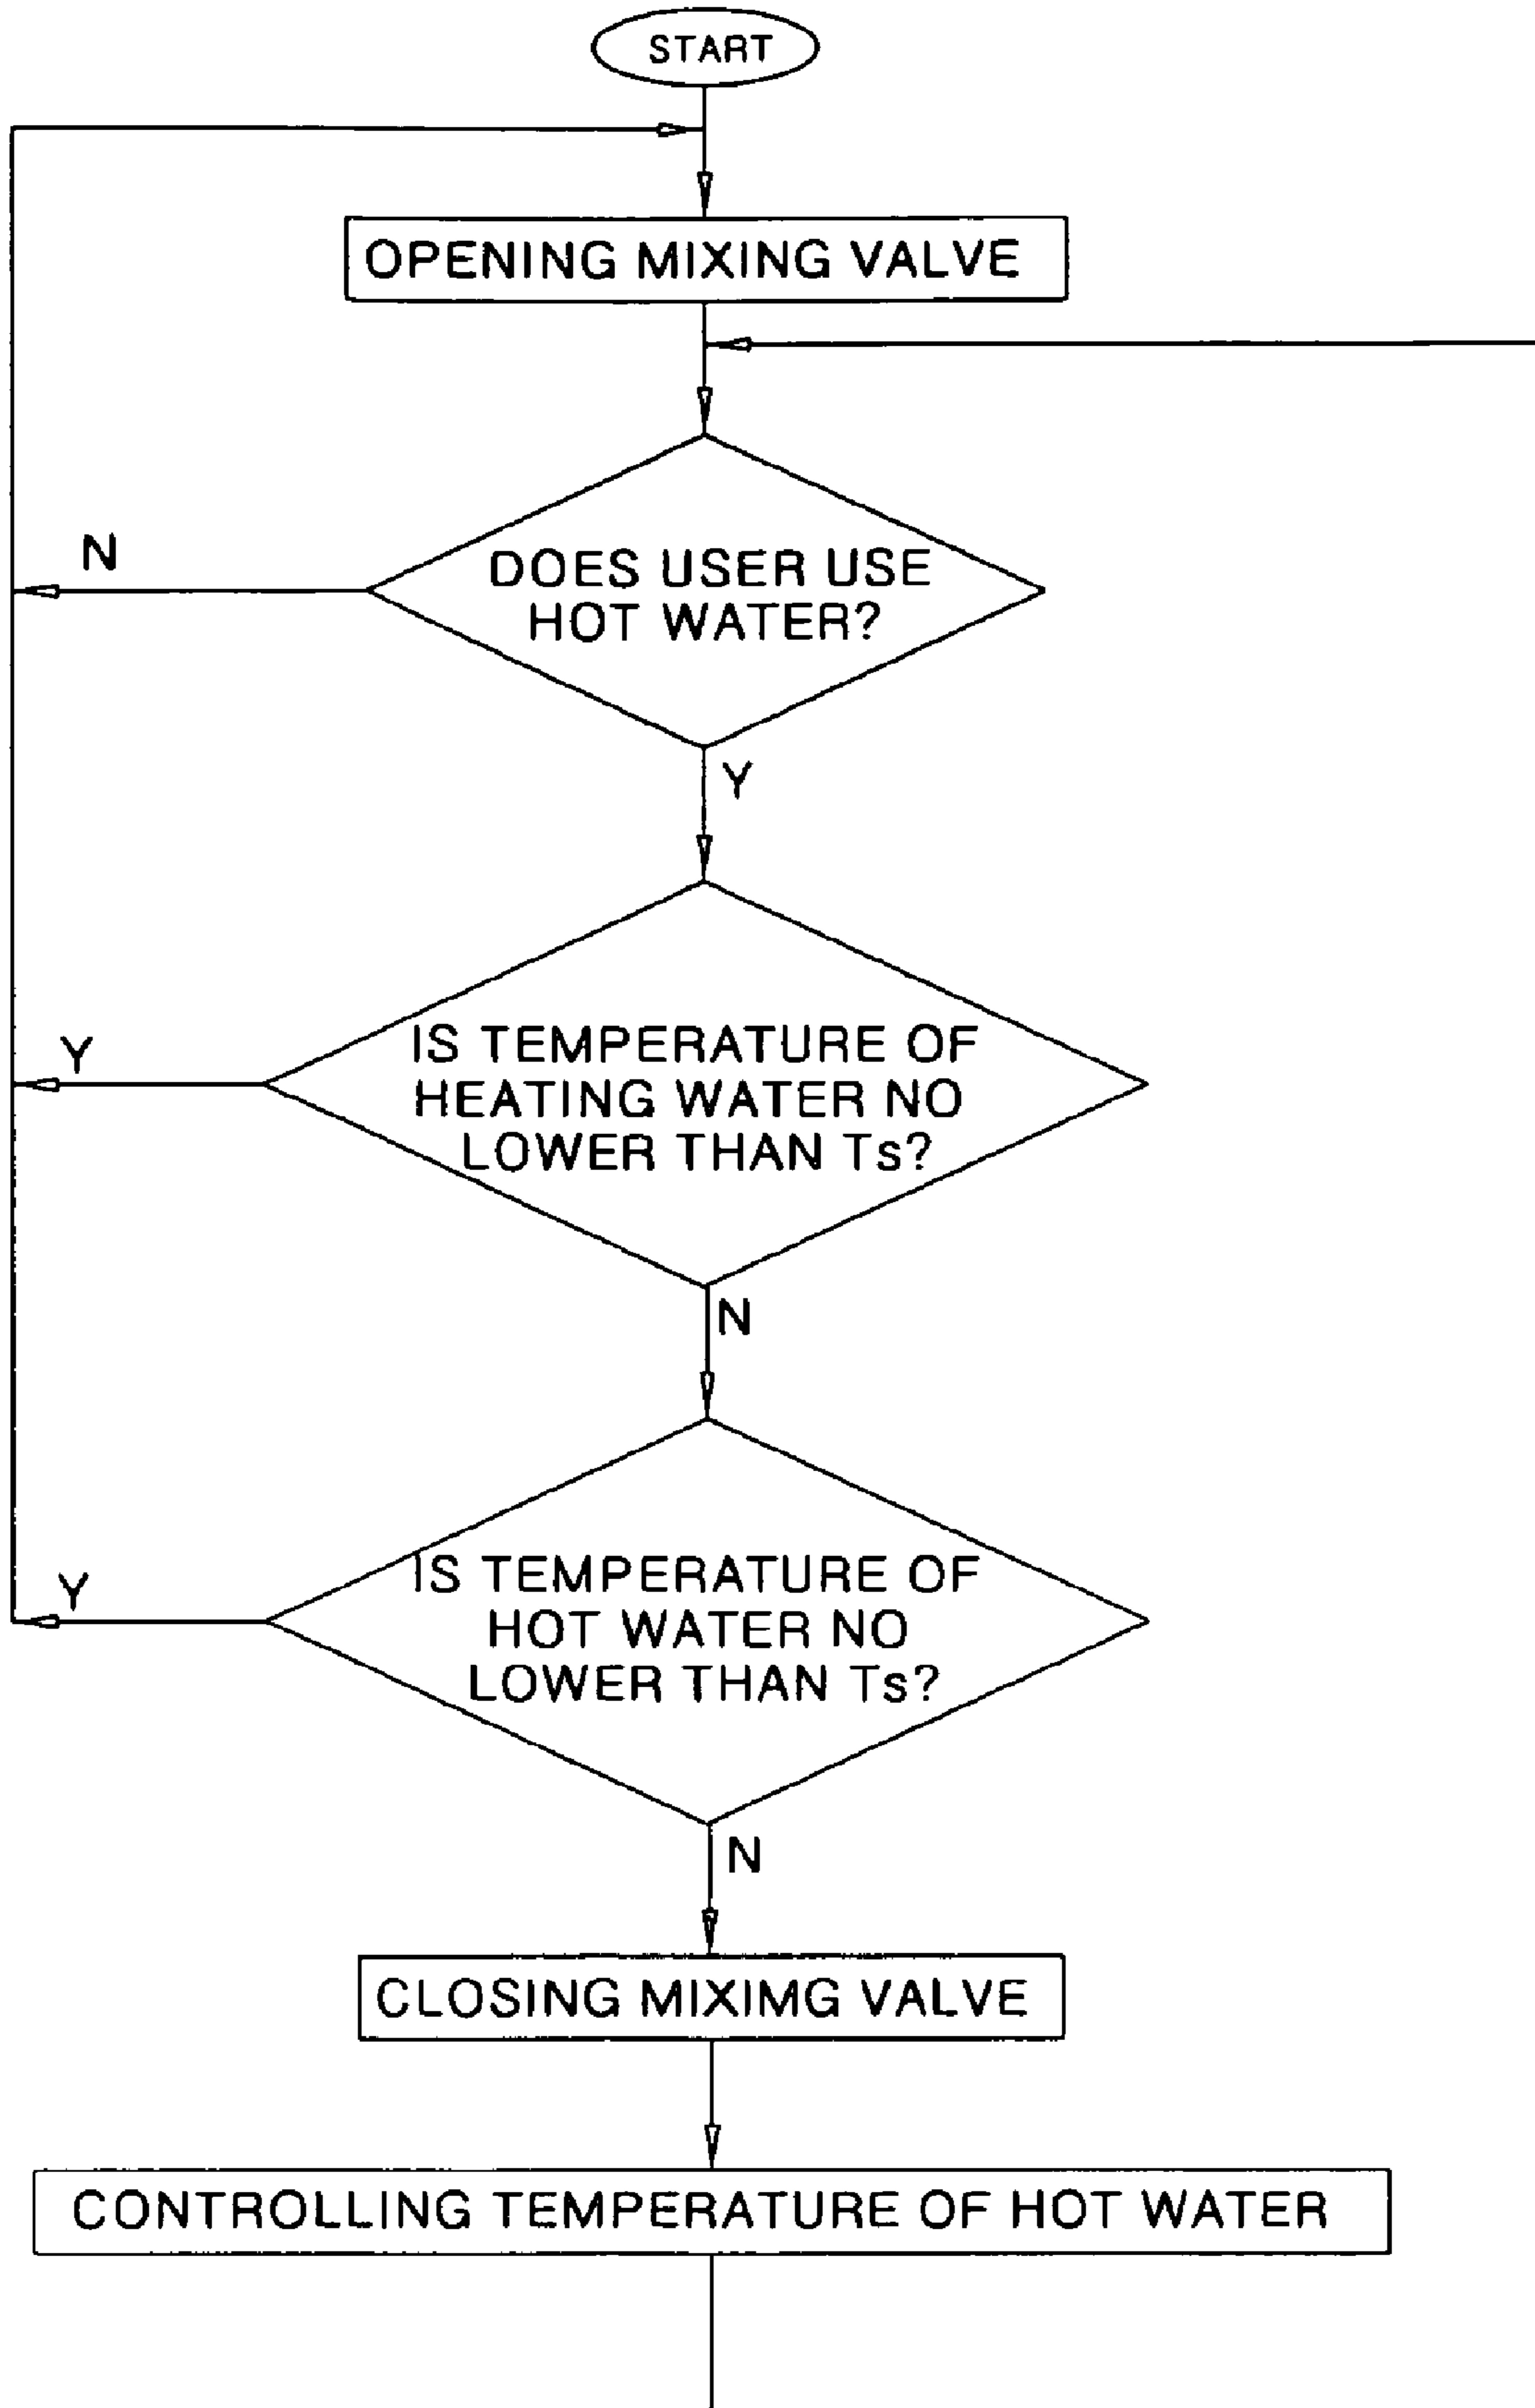 START
OPENING MIXING VALVE
N
DOES USER USE
HOT WATER?
Y
Y
IS TEMPERATURE OF
HEATING WATER NO
LOWER THAN Ts?
N
Y
IS TEMPERATURE OF
HOT WATER NO
LOWER THAN Ts?
N
CLOSING MIXIMG VALVE
CONTROLLING TEMPERATURE OF HOT WATER